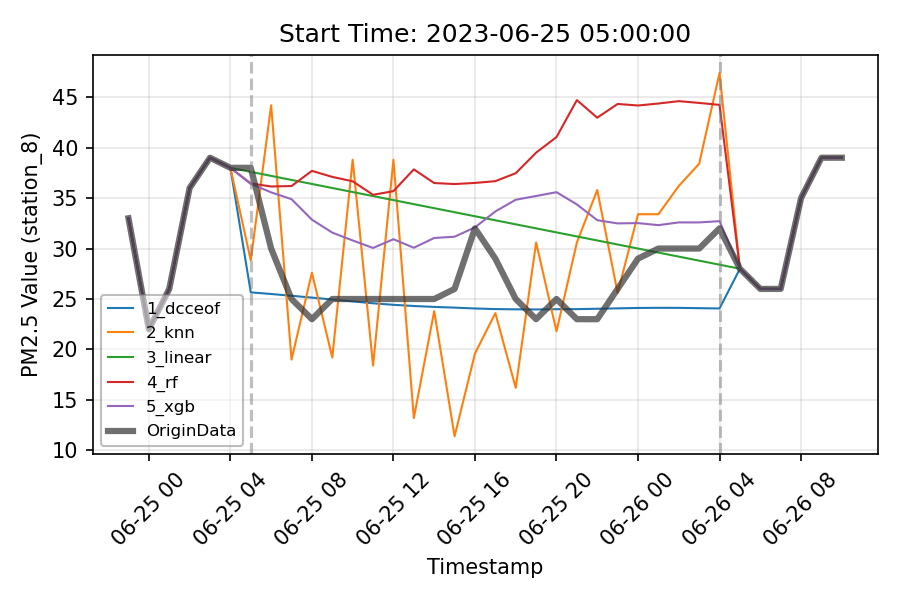 Start Time: 2023-06-25 05:00:00
PM2.5 Value (station_8)
45
40
35
30
25
20
15
10
1_dcceof
2_knn
3_linear
4_rf
5_xgb
OriginData
06-25 00
06-25 04
06-25 08
06-25 12
06-25 16
06-25 20
06-26 00
06-26 04
06-26 08
Timestamp